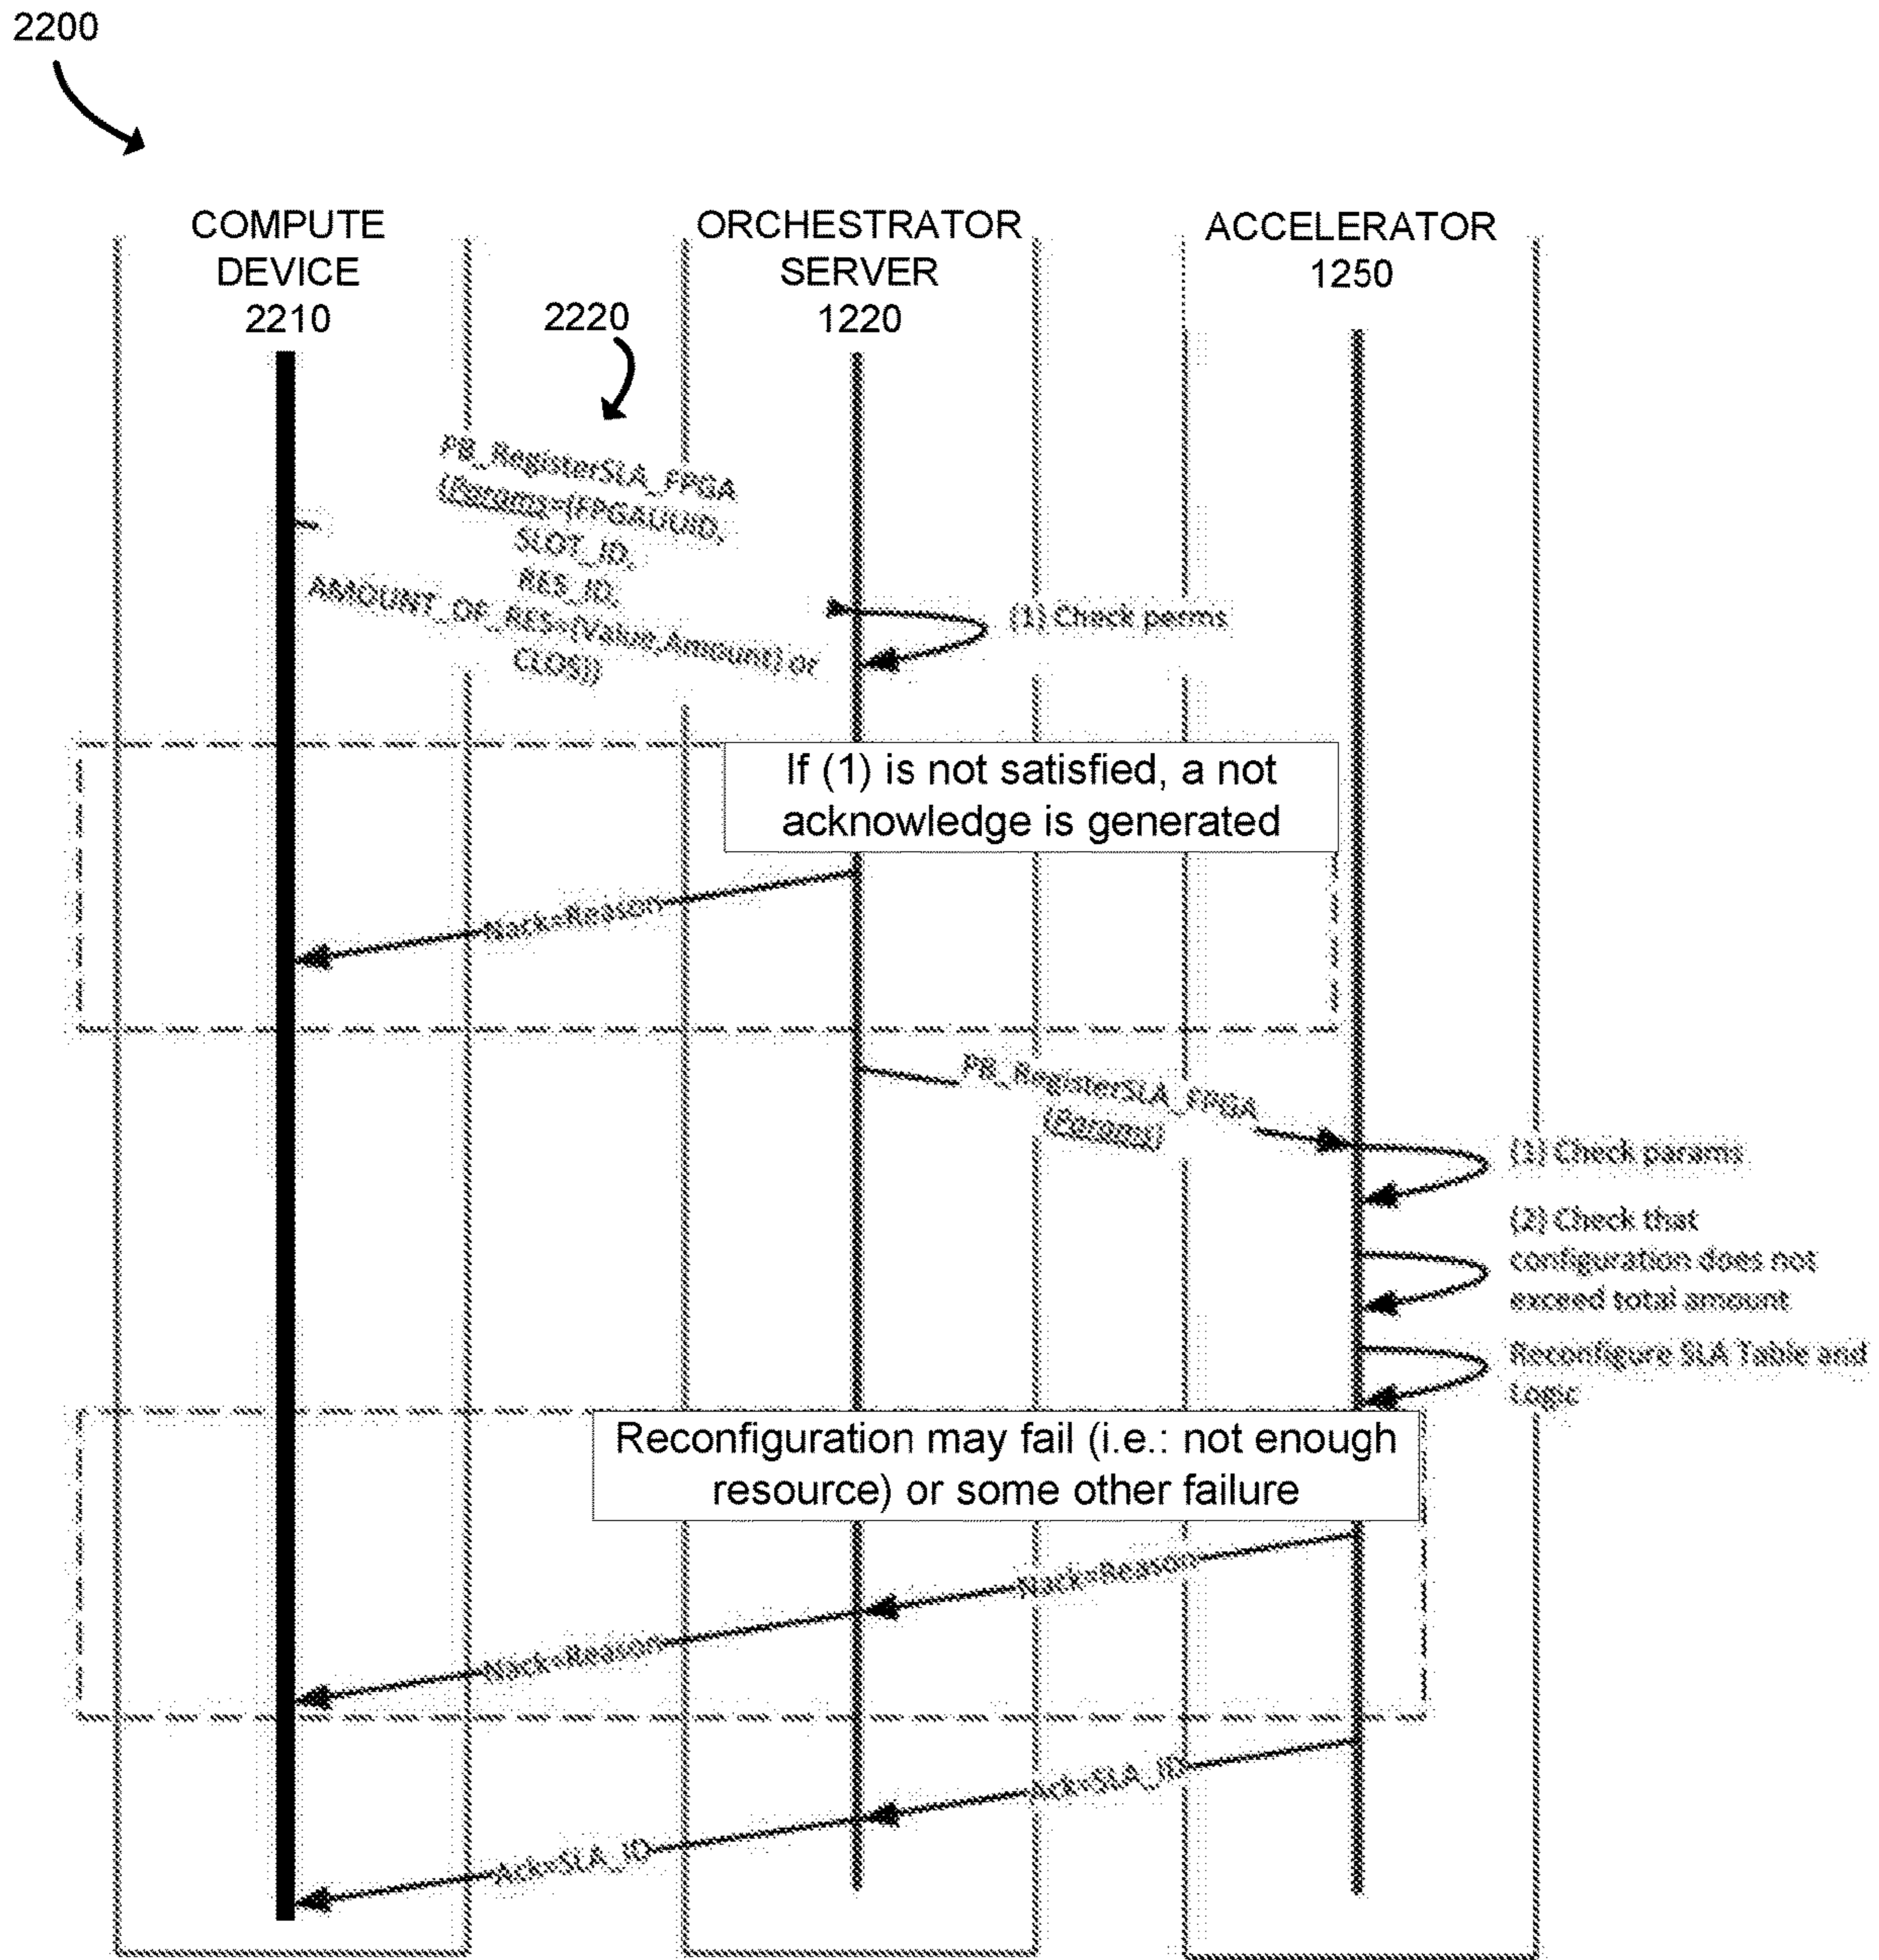 2200
COMPUTE
DEVICE
2210
ORCHESTRATOR
SERVER
1220
ACCELERATOR
1250
2220
PB_RegisterSLA_FPGA
(Params=(FPGAUUID,
SLOT_ID,
RES_ID,
AMOUNT_OF_RES=(Value,Amount) or
CLOS))
(1) Check perms
If (1) is not satisfied, a not
acknowledge is generated
Nack=Reason
PB_RegisterSLA_FPGA
(Params)
(1) Check params
(2) Check that
configuration does not
exceed total amount
Reconfigure SLA Table and
Logic
Reconfiguration may fail (i.e.: not enough
resource) or some other failure
Nack=Reason
Nack=Reason
Ack=SLA_ID
Ack=SLA_ID